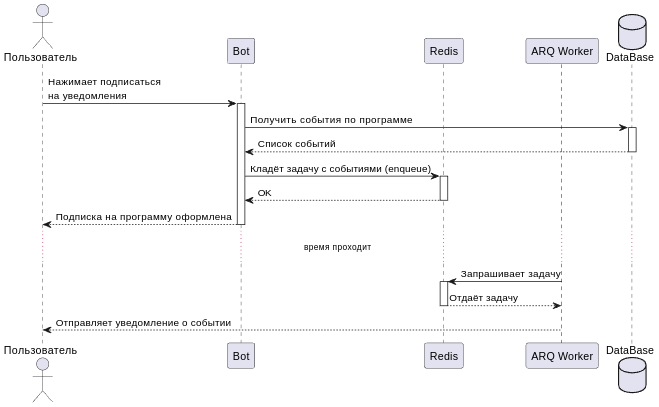 Пользователь
Bot
Redis
ARQ Worker
DataBase
Нажимает подписаться
на уведомления
Получить события по программе
Список событий
Кладёт задачу с событиями (enqueue)
OK
Подписка на программу оформлена
время проходит
Запрашивает задачу
Отдаёт задачу
Отправляет уведомление о событии
Пользователь
Bot
Redis
ARQ Worker
DataBase